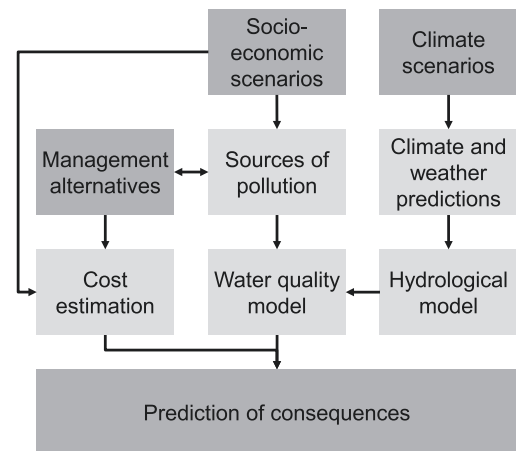 Socio-
economic
scenarios
Climate
scenarios
Management
alternatives
Sources of
pollution
Climate and
weather
predictions
Cost
estimation
Water quality
model
Hydrological
model
Prediction of consequences